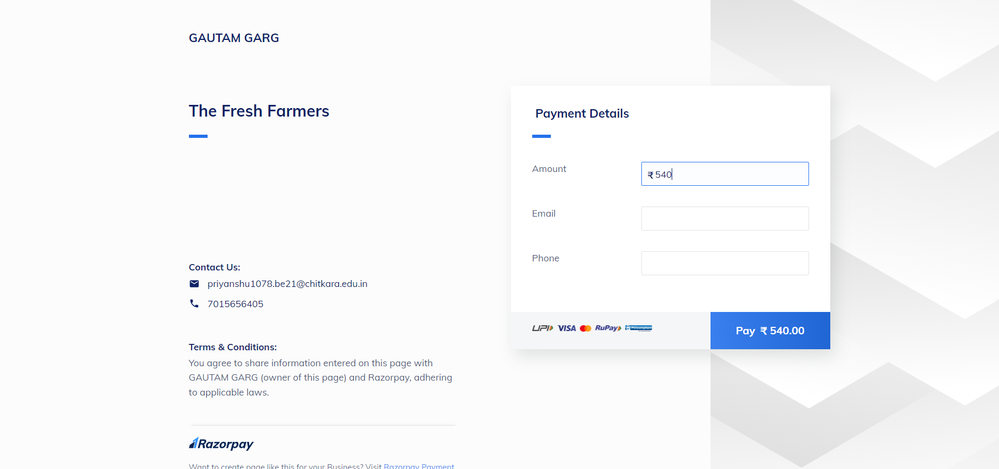 GAUTAM GARG
The Fresh Farmers
Contact Us:
priyanshu1078.be21@chitkara.edu.in
7015656405
Terms & Conditions:
You agree to share information entered on this page with
GAUTAM GARG (owner of this page) and Razorpay, adhering
to applicable laws.
Razorpay
Want to create page like this for your Business? Visit Razorpay Payment
Payment Details
Amount
₹ 540
Email
Phone
UPI VISA RuPay
Pay ₹ 540.00